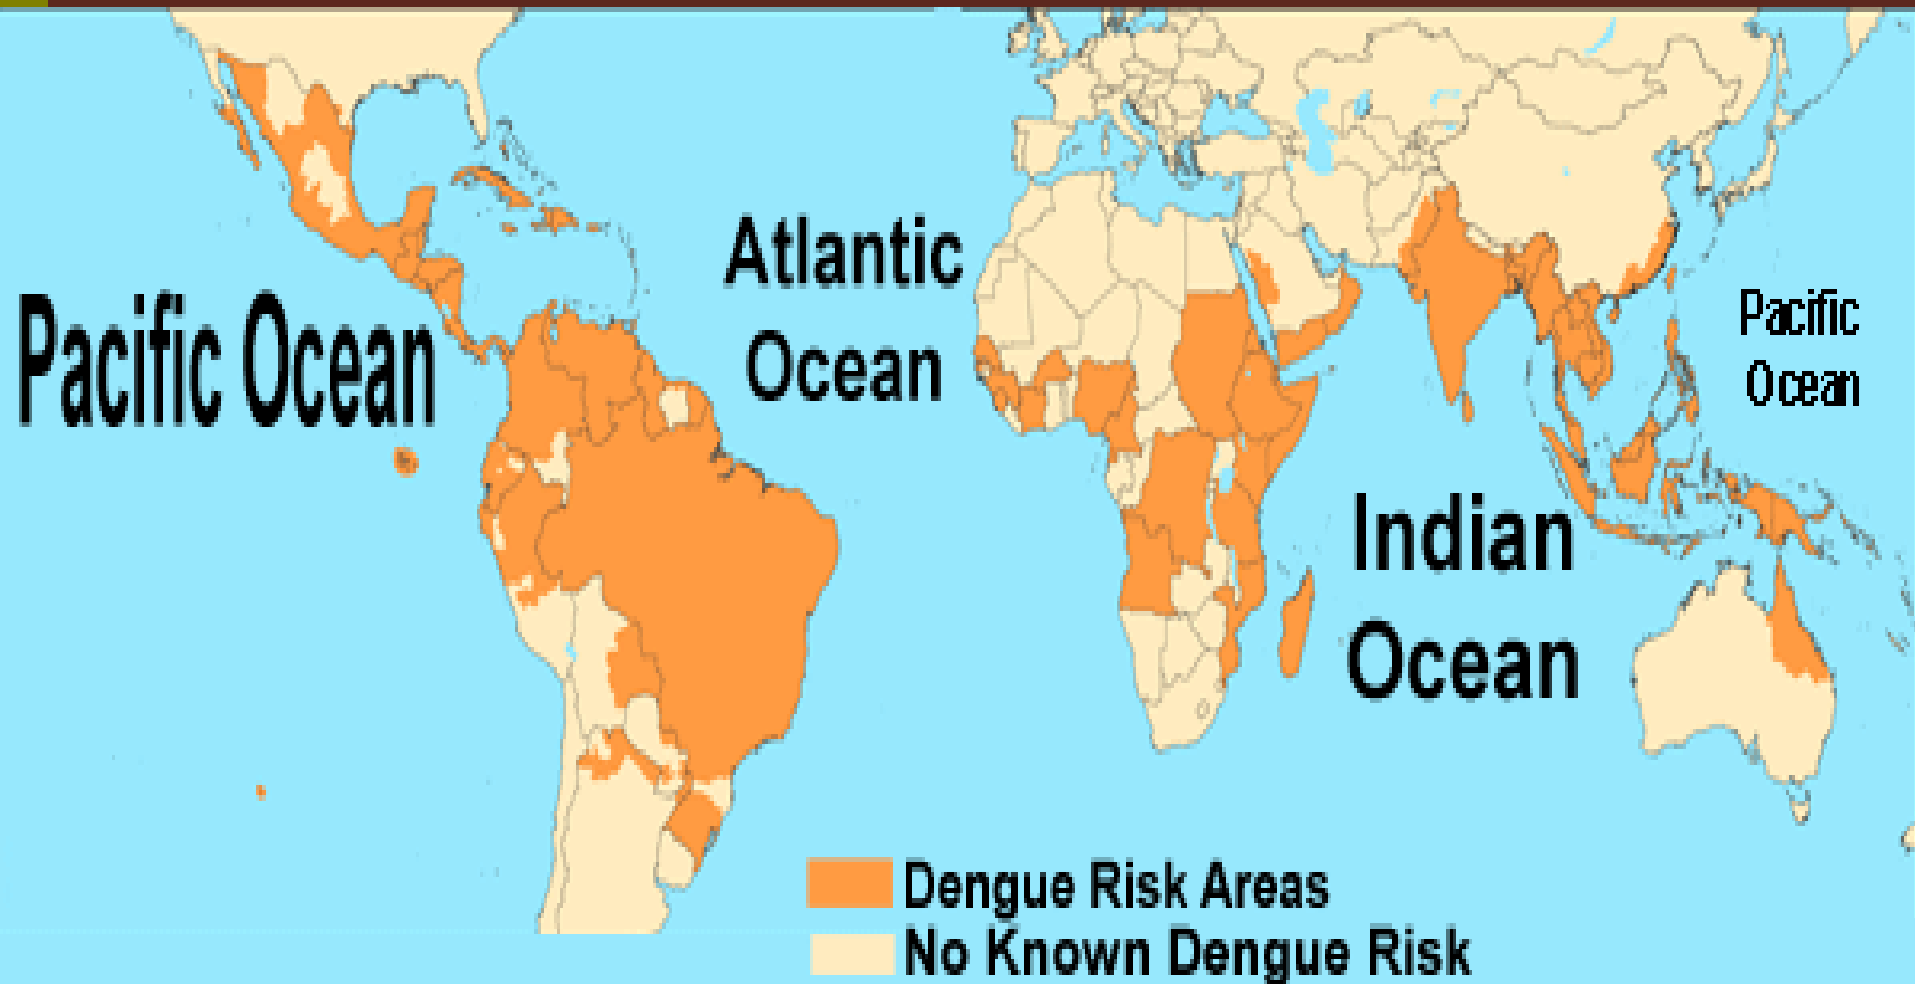 Atlantic
Ocean
Pacific Ocean
Pacific
Ocean
Indian
Ocean
Dengue Risk Areas
No Known Dengue Risk